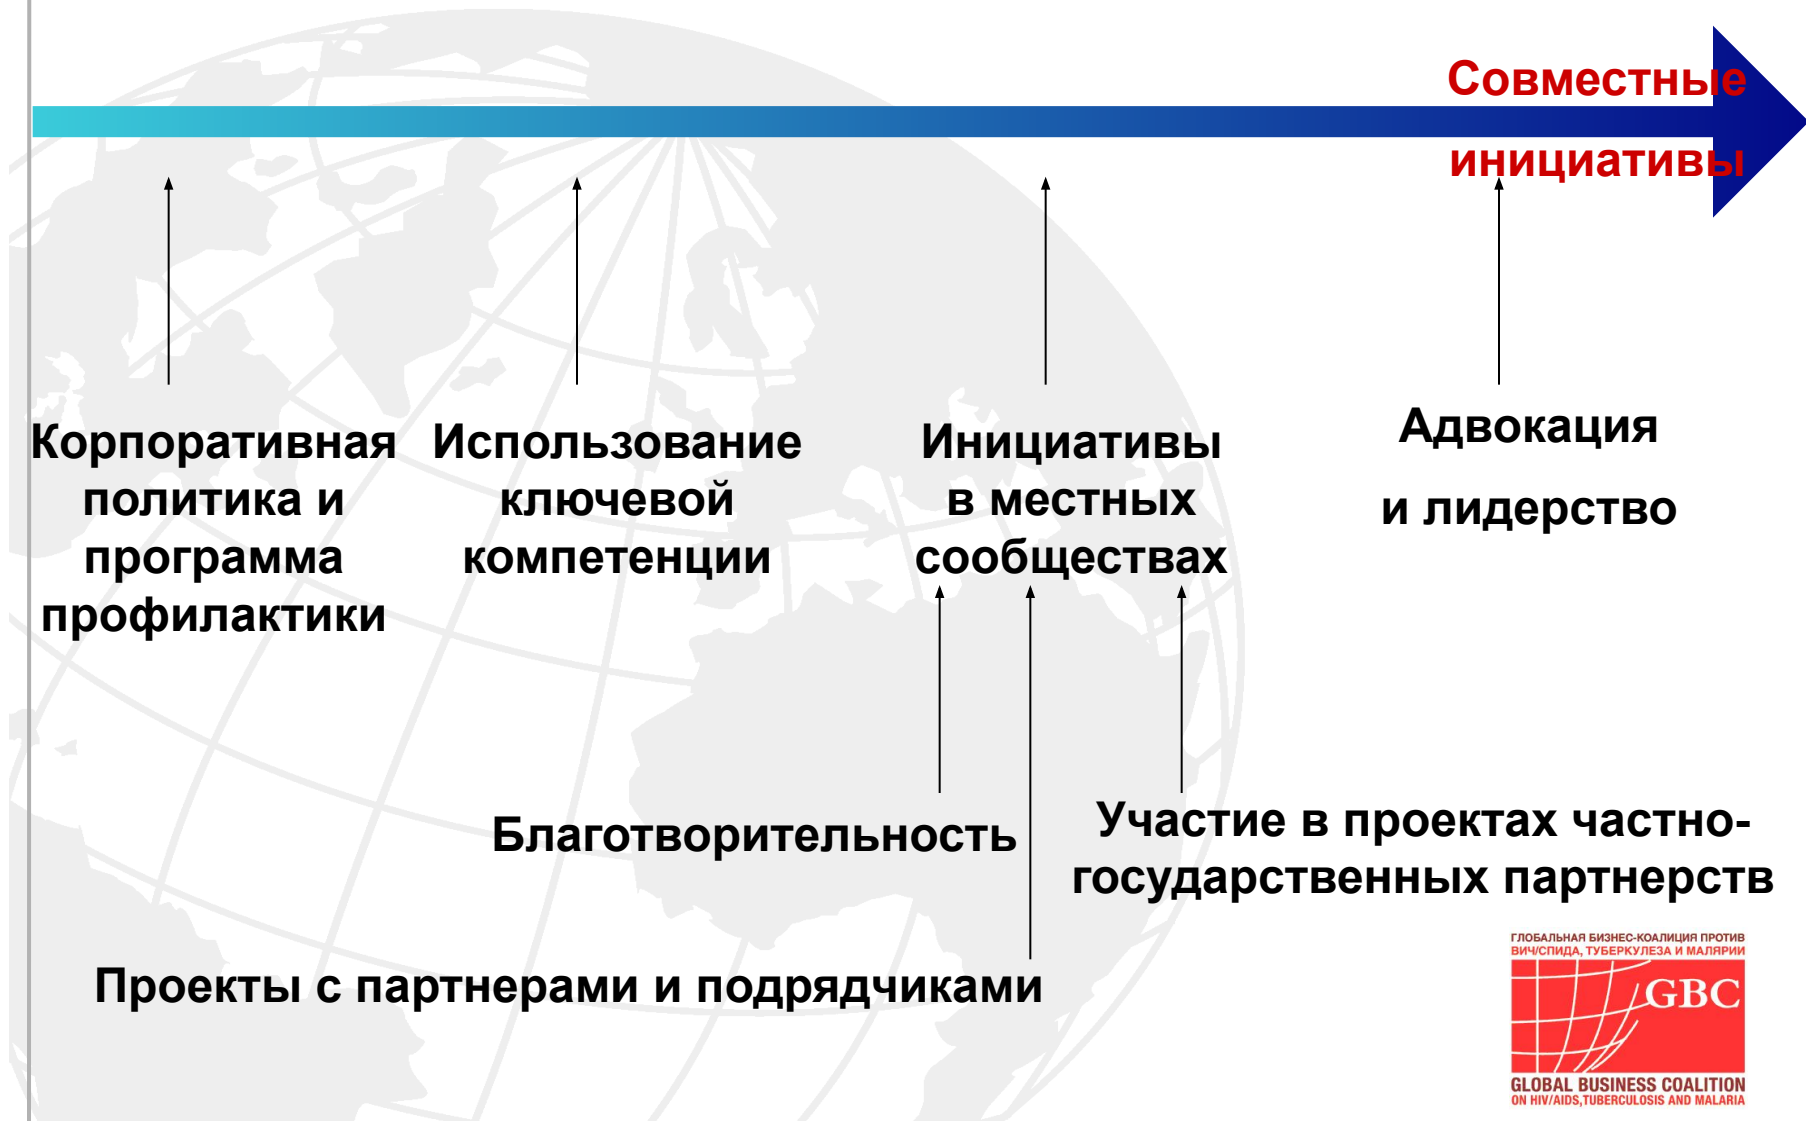 Совместные
инициативы
Корпоративная
политика и
программа
профилактики
Использование
ключевой
компетенции
Инициативы
в местных
сообществах
Адвокация
и лидерство
Благотворительность
Участие в проектах частно-
государственных партнерств
Проекты с партнерами и подрядчиками
ГЛОБАЛЬНАЯ БИЗНЕС-КОАЛИЦИЯ ПРОТИВ
ВИЧ/СПИДА, ТУБЕРКУЛЕЗА И МАЛЯРИИ
GBC
GLOBAL BUSINESS COALITION
ON HIV/AIDS, TUBERCULOSIS AND MALARIA